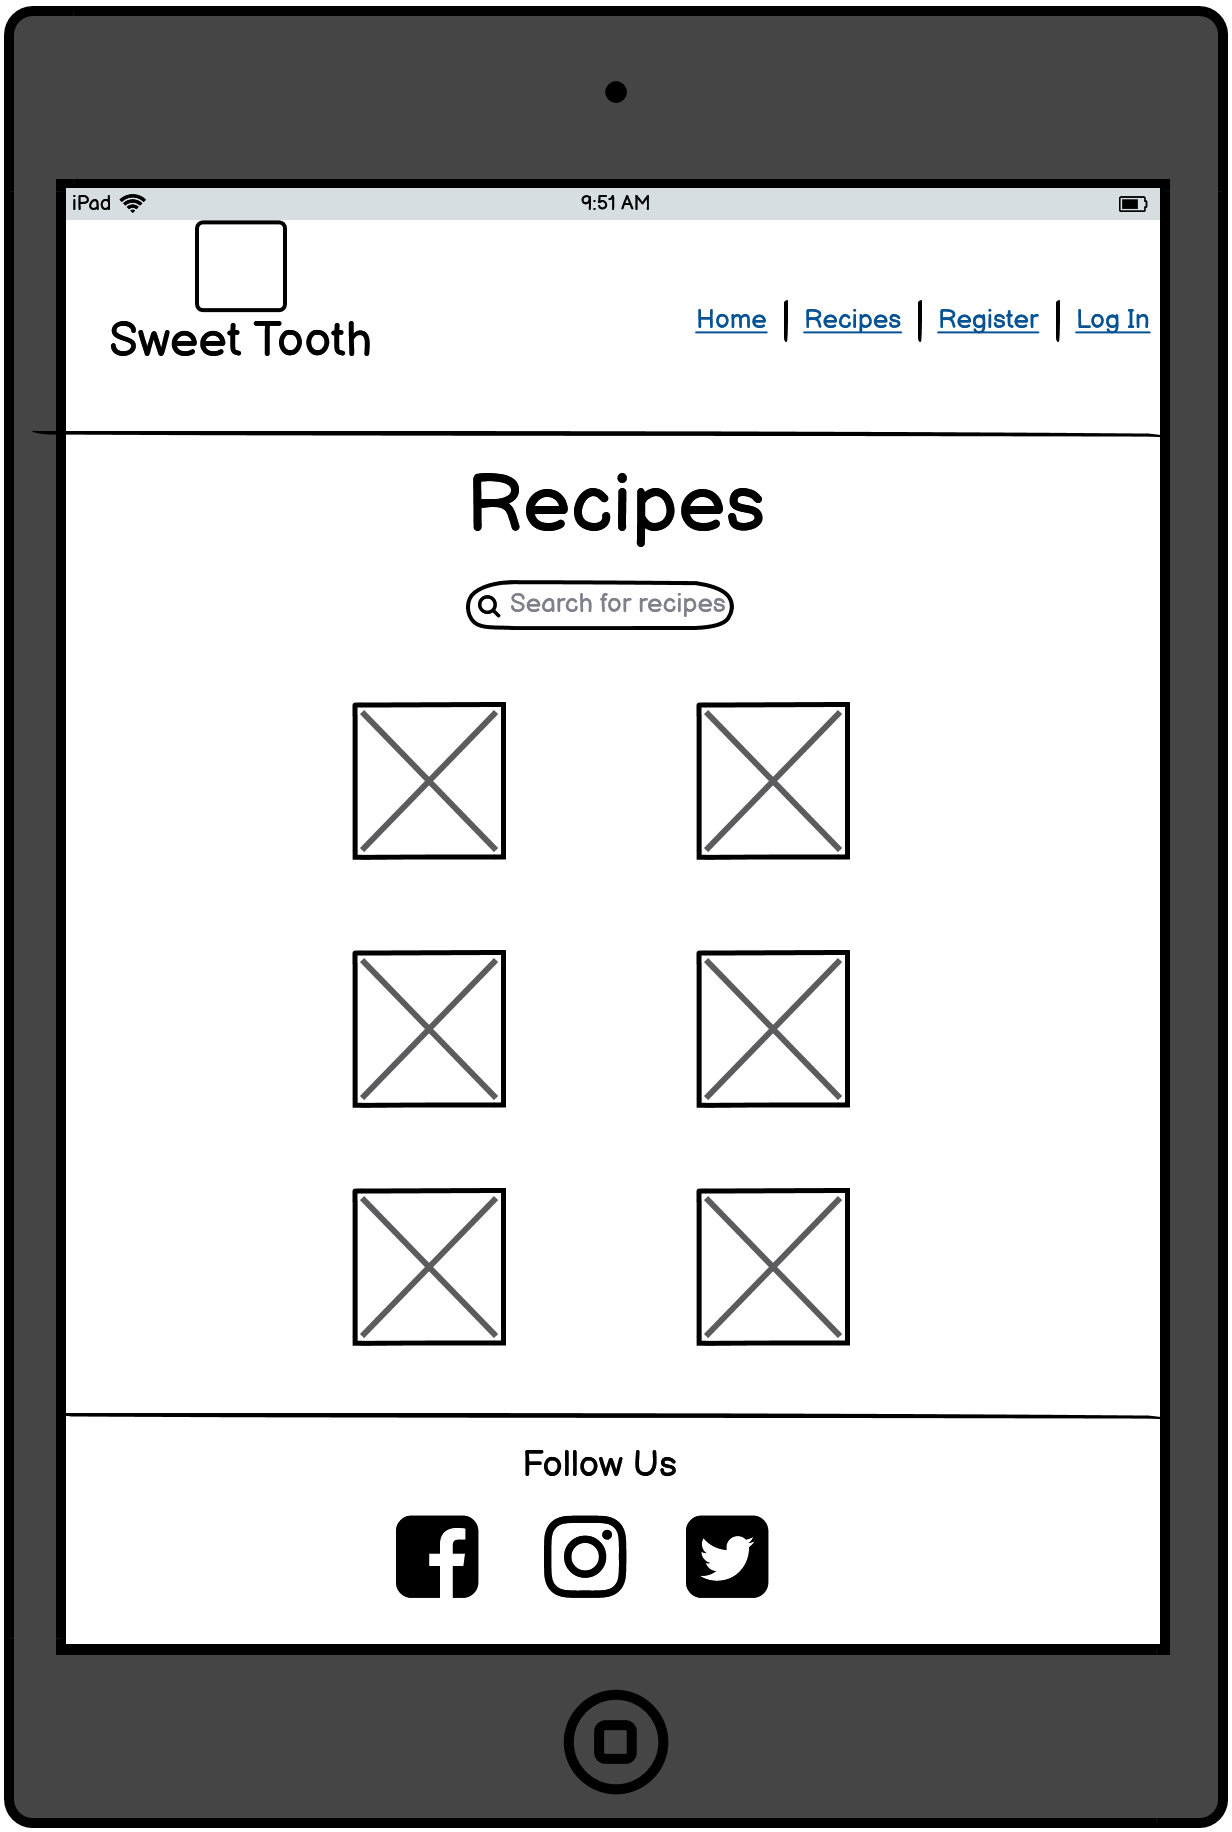 iPad 9:51 AM
Sweet Tooth
Home Recipes Register Log In
Recipes
Search for recipes
Follow Us